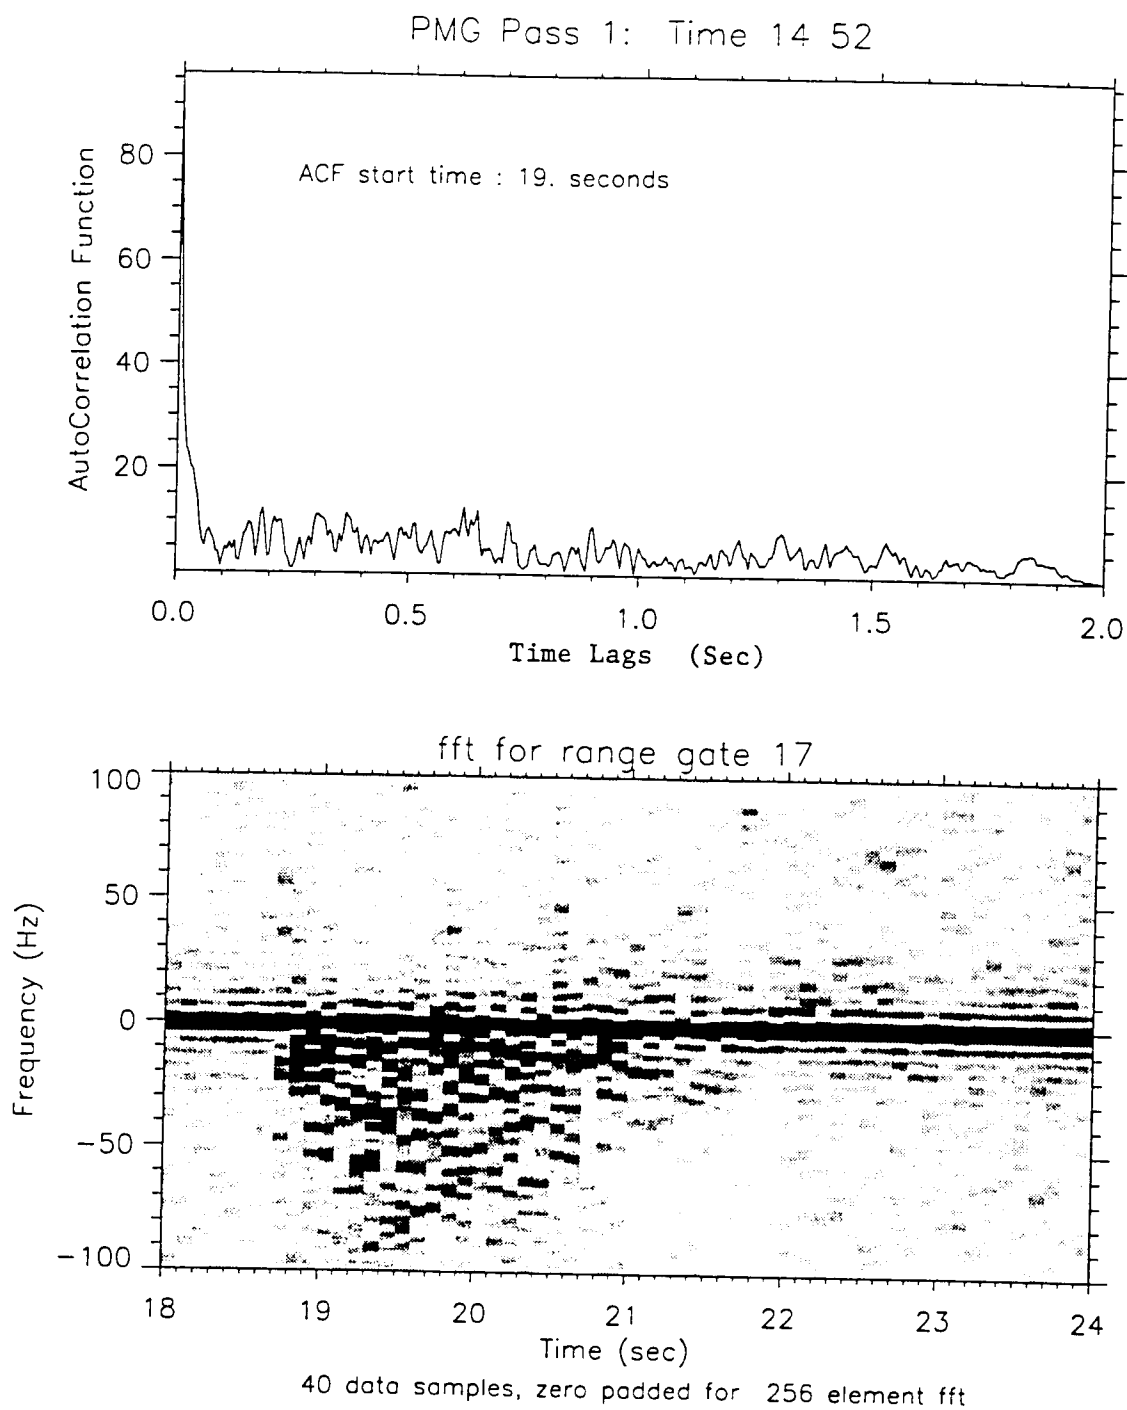 PMG Pass 1: Time 14 52
ACF start time : 19. seconds
AutoCorrelation Function
80
60
40
20
0.0 0.5 1.0 1.5 2.0
Time Lags (Sec)
fft for range gate 17
Frequency (Hz)
100
50
0
-50
-100
18 19 20 21 22 23 24
Time (sec)
40 data samples, zero padded for 256 element fft